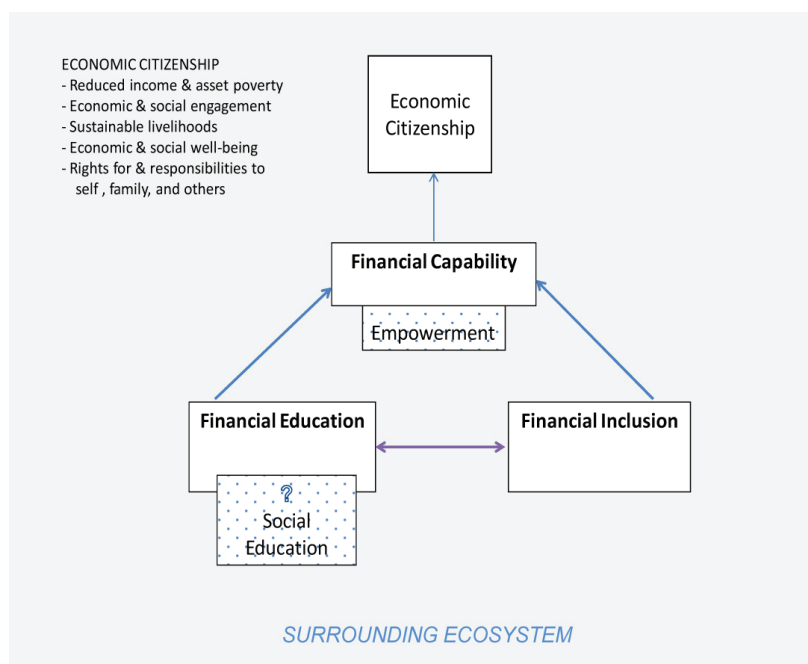 ECONOMIC CITIZENSHIP
- Reduced income & asset poverty
- Economic & social engagement
- Sustainable livelihoods
- Economic & social well-being
- Rights for & responsibilities to
self , family, and others
Economic
Citizenship
Financial Capability
Empowerment
Financial Education
Financial Inclusion
?
Social
Education
SURROUNDING ECOSYSTEM